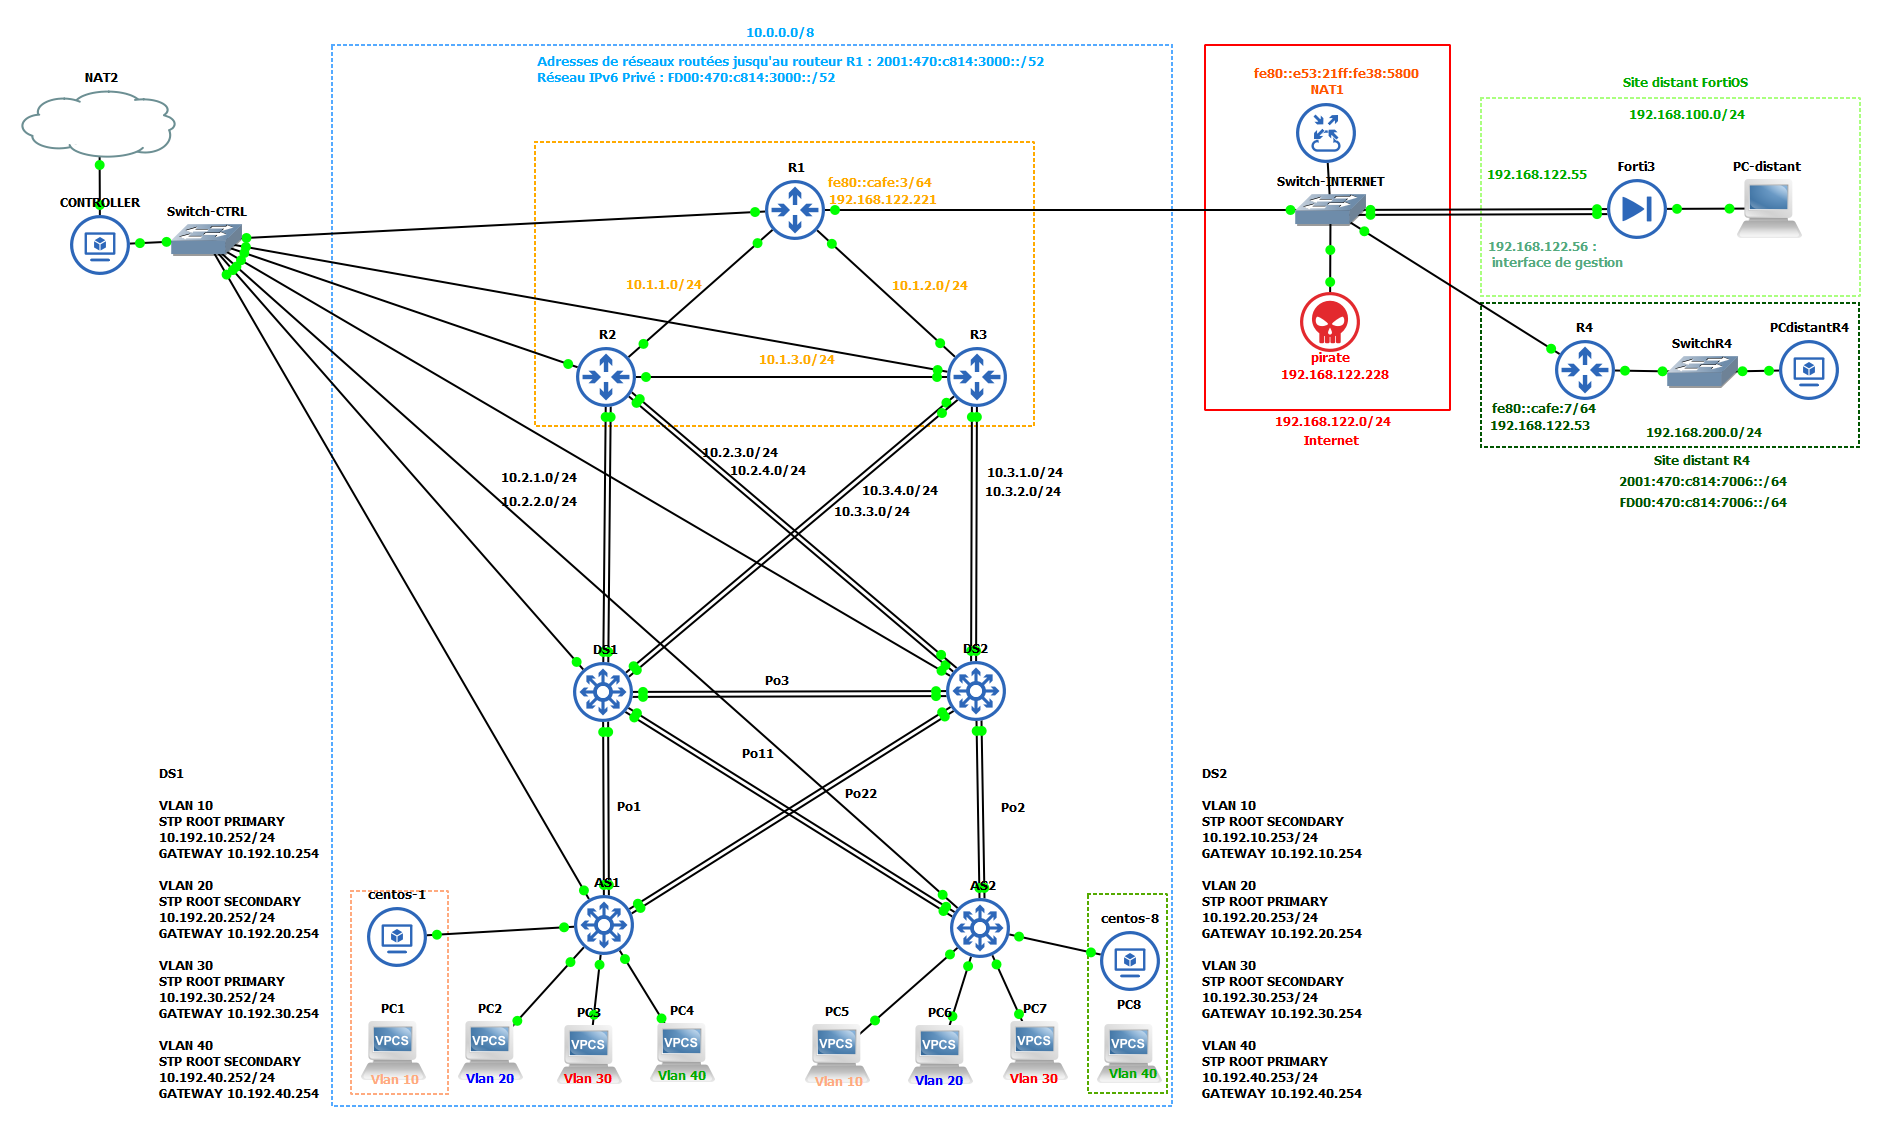 10.0.0.0/8
Adresses de réseaux routées jusqu'au routeur R1 : 2001:470:c814:3000::/52
Réseau IPv6 Privé : FD00:470:c814:3000::/52
NAT2
CONTROLLER
Switch-CTRL
R1
fe80::cafe:3/64
192.168.122.221
10.1.1.0/24
10.1.2.0/24
R2
R3
10.1.3.0/24
fe80::e53:21ff:fe38:5800
NAT1
Switch-INTERNET
pirate
192.168.122.228
192.168.122.0/24
Internet
Site distant FortiOS
192.168.100.0/24
192.168.122.55
Forti3
PC-distant
192.168.122.56 :
interface de gestion
R4
SwitchR4
PCdistantR4
fe80::cafe:7/64
192.168.122.53
192.168.200.0/24
Site distant R4
2001:470:c814:7006::/64
FD00:470:c814:7006::/64
10.2.3.0/24
10.2.4.0/24
10.2.1.0/24
10.2.2.0/24
10.3.4.0/24
10.3.3.0/24
10.3.1.0/24
10.3.2.0/24
DS1
DS2
Po3
Po11
Po22
Po1
Po2
DS1
VLAN 10
STP ROOT PRIMARY
10.192.10.252/24
GATEWAY 10.192.10.254
VLAN 20
STP ROOT SECONDARY
10.192.20.252/24
GATEWAY 10.192.20.254
VLAN 30
STP ROOT PRIMARY
10.192.30.252/24
GATEWAY 10.192.30.254
VLAN 40
STP ROOT SECONDARY
10.192.40.252/24
GATEWAY 10.192.40.254
AS1
AS2
centos-1
centos-8
PC1
VPCS
Vlan 10
PC2
VPCS
Vlan 20
PC3
VPCS
Vlan 30
PC4
VPCS
Vlan 40
PC5
VPCS
Vlan 10
PC6
VPCS
Vlan 20
PC7
VPCS
Vlan 30
PC8
VPCS
Vlan 40
DS2
VLAN 10
STP ROOT SECONDARY
10.192.10.253/24
GATEWAY 10.192.10.254
VLAN 20
STP ROOT PRIMARY
10.192.20.253/24
GATEWAY 10.192.20.254
VLAN 30
STP ROOT SECONDARY
10.192.30.253/24
GATEWAY 10.192.30.254
VLAN 40
STP ROOT PRIMARY
10.192.40.253/24
GATEWAY 10.192.40.254